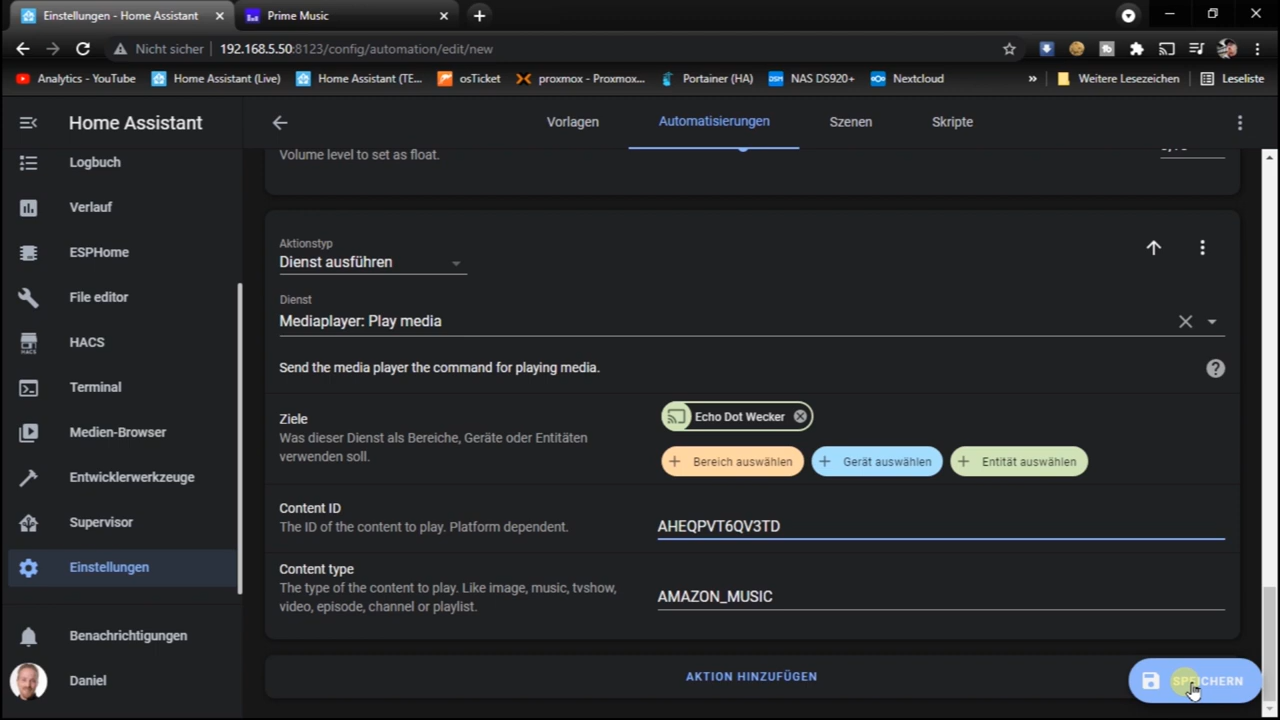 Einstellungen - Home Assistant
Prime Music
Nicht sicher 192.168.5.50:8123/config/automation/edit/new
Analytics - YouTube Home Assistant (Live) Home Assistant (TE... osTicket proxmox - Proxmox... Portainer (HA) NAS DS920+ Nextcloud » Weitere Lesezeichen Leseliste
Home Assistant
Vorlagen Automatisierungen Szenen Skripte
Logbuch
Verlauf
ESPHome
File editor
HACS
Terminal
Medien-Browser
Entwicklerwerkzeuge
Supervisor
Einstellungen
Benachrichtigungen
Daniel
Volume level to set as float.
Aktionstyp
Dienst ausführen
Dienst
Mediaplayer: Play media
Send the media player the command for playing media.
Ziele
Was dieser Dienst als Bereiche, Geräte oder Entitäten
verwenden soll.
Echo Dot Wecker
+ Bereich auswählen + Gerät auswählen + Entität auswählen
Content ID
The ID of the content to play. Platform dependent.
AHEQPVT6QV3TD
Content type
The type of the content to play. Like image, music, tvshow,
video, episode, channel or playlist.
AMAZON_MUSIC
AKTION HINZUFÜGEN
SPEICHERN